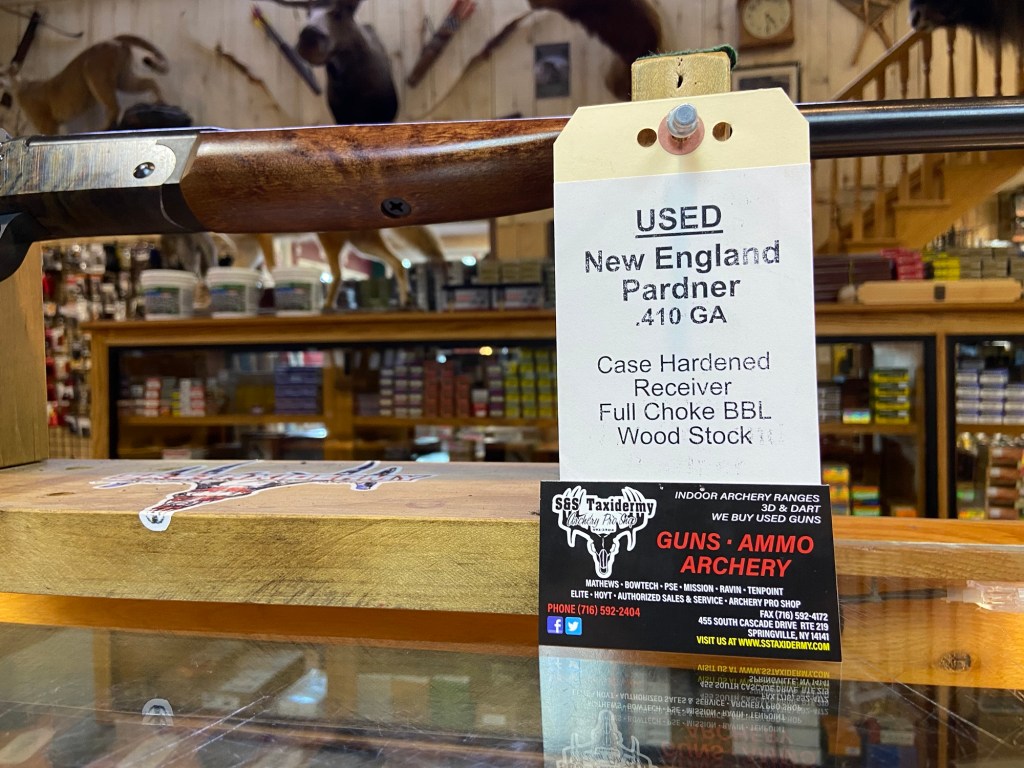 USED
New England
Pardner
.410 GA
Case Hardened
Receiver
Full Choke BBL
Wood Stock
S&S Taxidermy
Archery Pro Shop
INDOOR ARCHERY RANGES
3D & DART
WE BUY USED GUNS
GUNS · AMMO
ARCHERY
MATHEWS · BOWTECH · PSE · MISSION · RAVIN · TENPOINT
ELITE · HOYT · AUTHORIZED SALES & SERVICE · ARCHERY PRO SHOP
PHONE (716) 592-2404
FAX (716) 592-4172
455 SOUTH CASCADE DRIVE RTE 219
SPRINGVILLE, NY 14141
VISIT US AT WWW.SSTAXIDERMY.COM